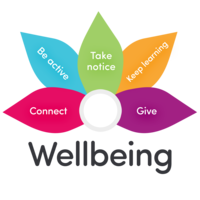 Connect
Be active
Take
notice
Keep learning
Give
Wellbeing